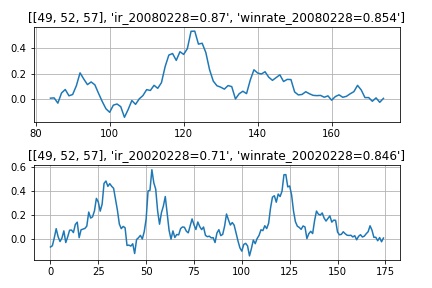 [[49, 52, 57], 'ir_20080228=0.87', 'winrate_20080228=0.854']
0.4
0.2
0.0
80 100 120 140 160
[[49, 52, 57], 'ir_20020228=0.71', 'winrate_20020228=0.846']
0.6
0.4
0.2
0.0
0 25 50 75 100 125 150 175